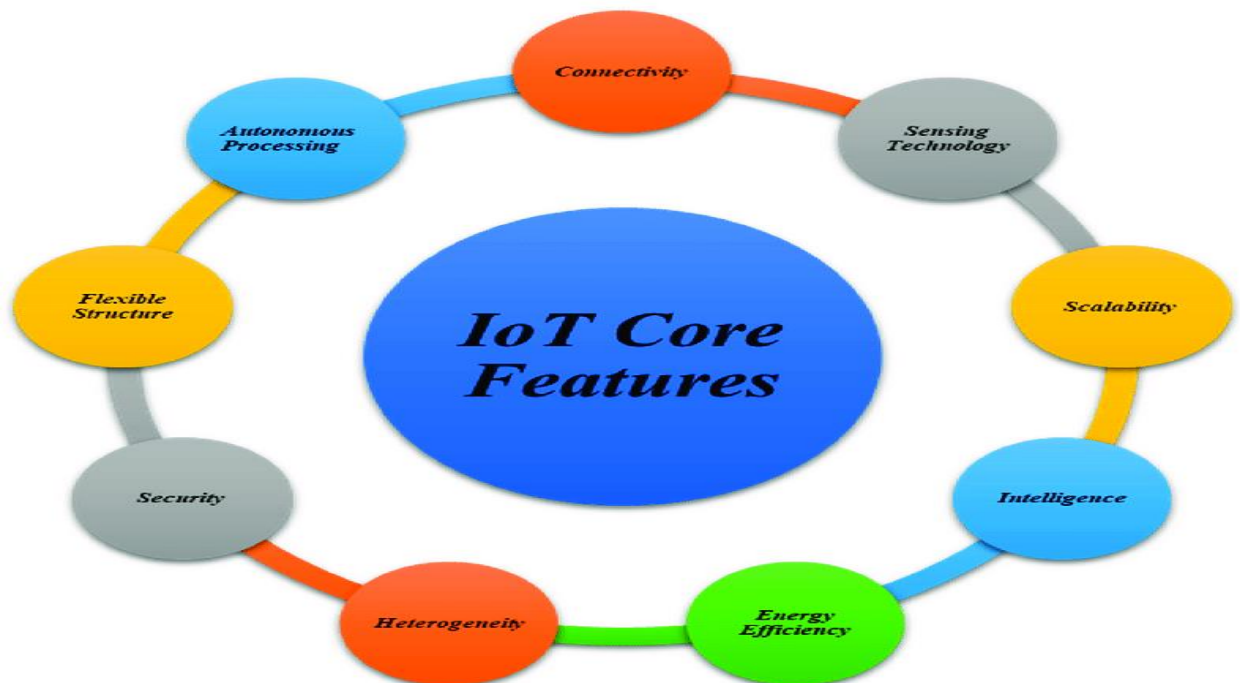 Connectivity
Sensing
Technology
Scalability
Intelligence
Energy
Efficiency
Heterogeneity
Security
Flexible
Structure
Autonomous
Processing
IoT Core
Features